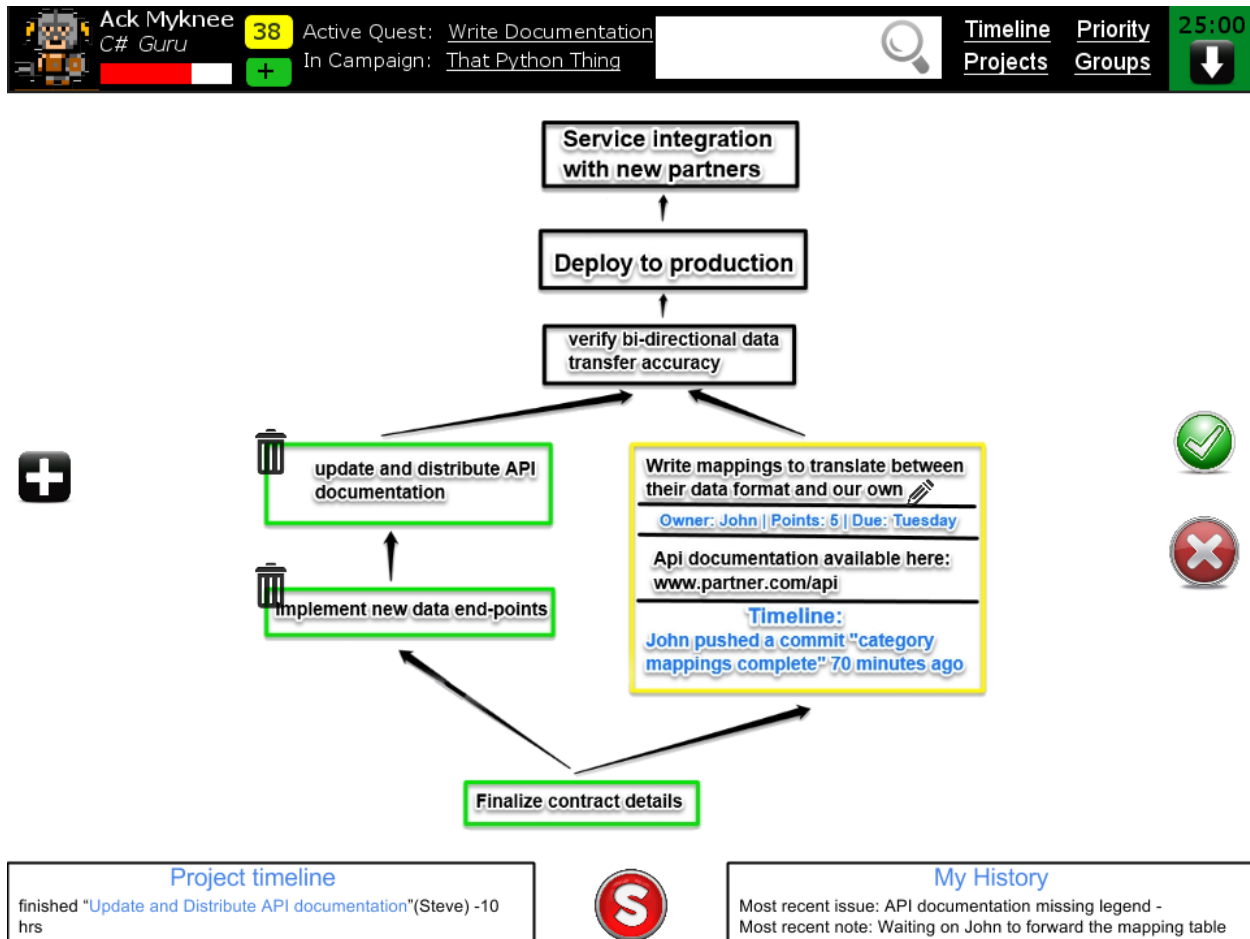 Ack Myknee
C# Guru
38
+
Active Quest: Write Documentation
In Campaign: That Python Thing
Timeline Priority
Projects Groups
25:00
Service integration
with new partners
Deploy to production
verify bi-directional data
transfer accuracy
update and distribute API
documentation
Implement new data end-points
Write mappings to translate between
their data format and our own
Owner: John | Points: 5 | Due: Tuesday
Api documentation available here:
www.partner.com/api
Timeline:
John pushed a commit "category
mappings complete" 70 minutes ago
Finalize contract details
Project timeline
finished “Update and Distribute API documentation”(Steve) -10
hrs
S
My History
Most recent issue: API documentation missing legend -
Most recent note: Waiting on John to forward the mapping table